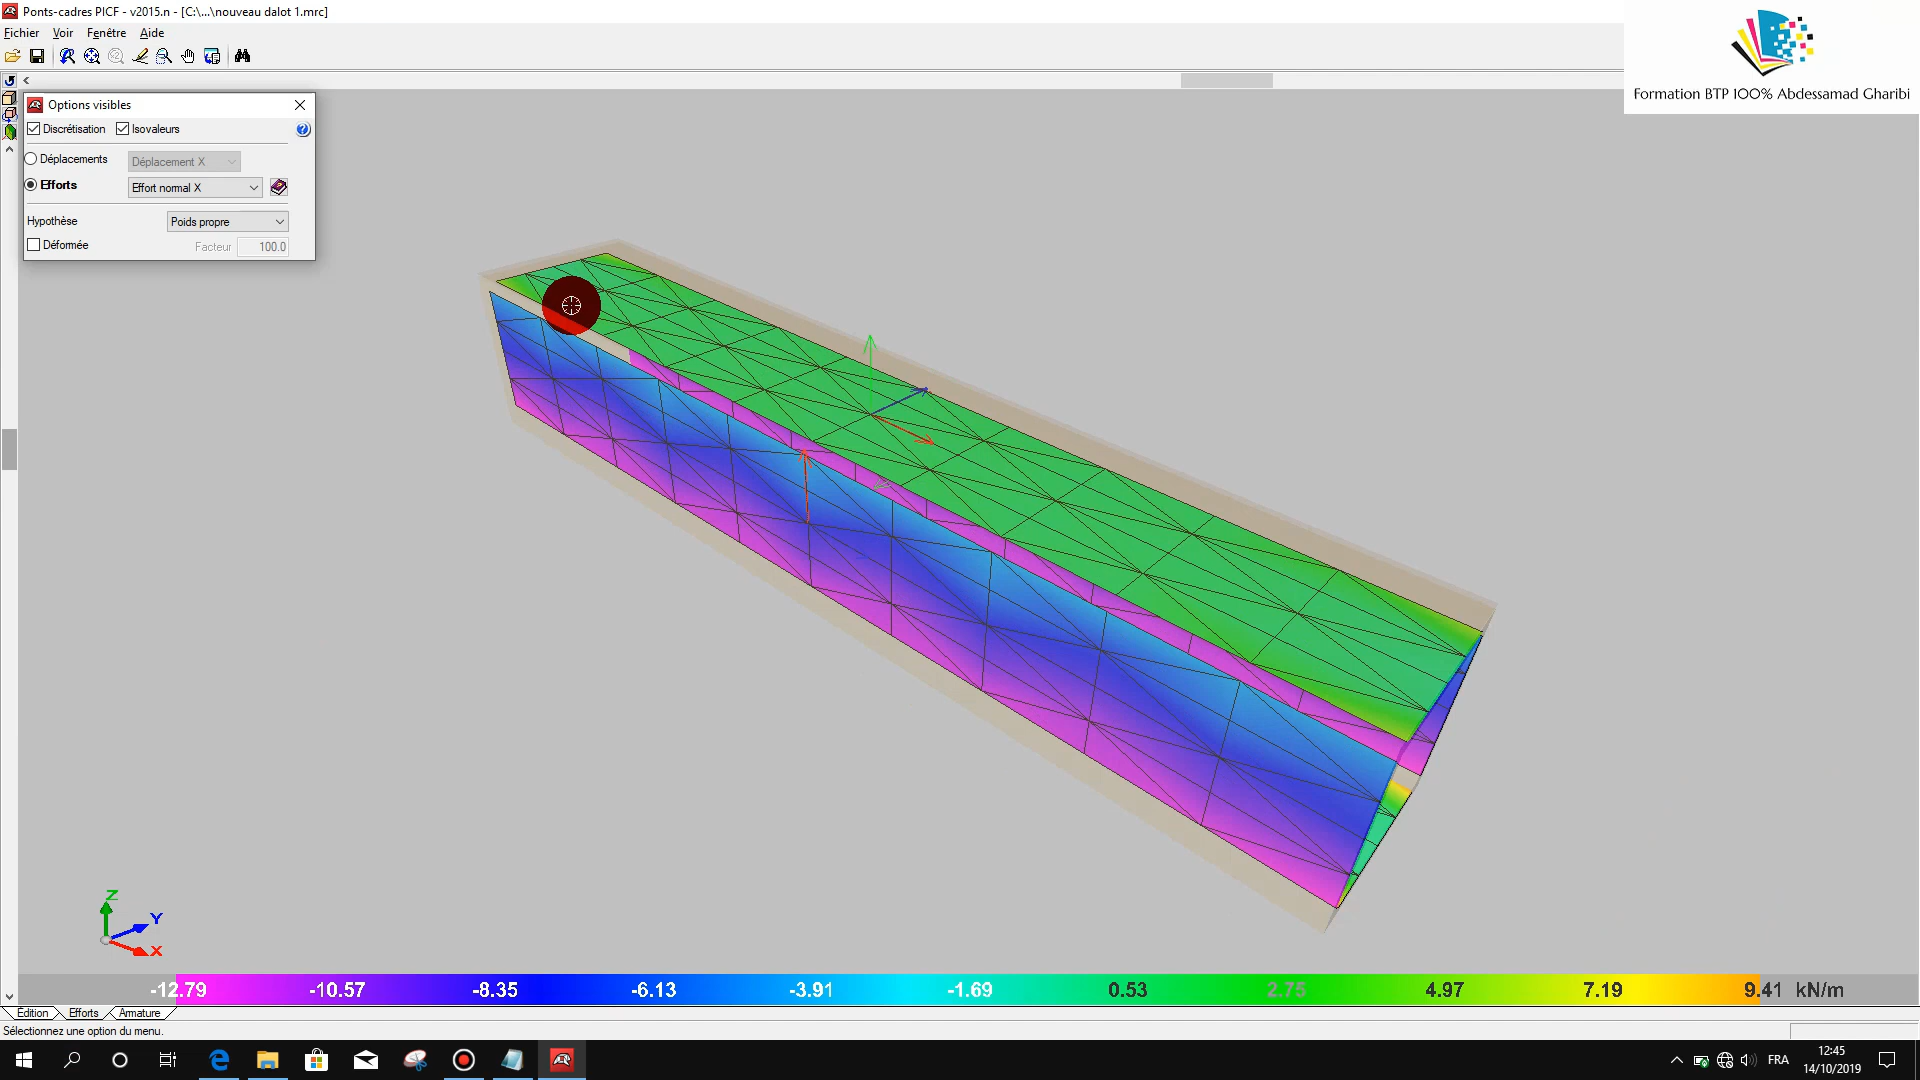 Ponts-cadres PICF - v2015.n - [C:\...\nouveau dalot 1.mrc]
Fichier Voir Fenêtre Aide
Formation BTP 100% Abdessamad Gharibi
Options visibles
Discrétisation Isovaleurs
Déplacements Déplacement X
Efforts Effort normal X
Hypothèse Poids propre
Déformée Facteur 100.0
Z
Y
X
-12.79 -10.57 -8.35 -6.13 -3.91 -1.69 0.53 2.75 4.97 7.19 9.41 kN/m
Edition Efforts Armature
Sélectionnez une option du menu.
FRA
12:45
14/10/2019